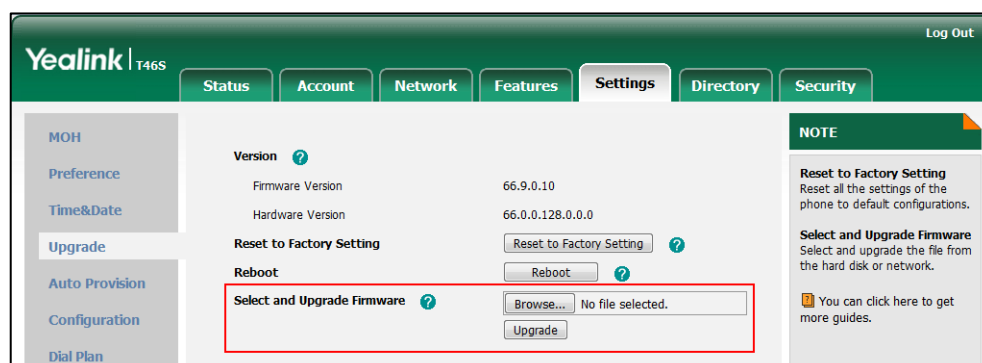 Log Out
Yealink T46S
Status Account Network Features Settings Directory Security
MOH
Preference
Time&Date
Upgrade
Auto Provision
Configuration
Dial Plan
Version ?
Firmware Version 66.9.0.10
Hardware Version 66.0.0.128.0.0.0
Reset to Factory Setting Reset to Factory Setting ?
Reboot Reboot ?
Select and Upgrade Firmware ? Browse... No file selected.
Upgrade
NOTE
Reset to Factory Setting
Reset all the settings of the
phone to default configurations.
Select and Upgrade Firmware
Select and upgrade the file from
the hard disk or network.
You can click here to get
more guides.